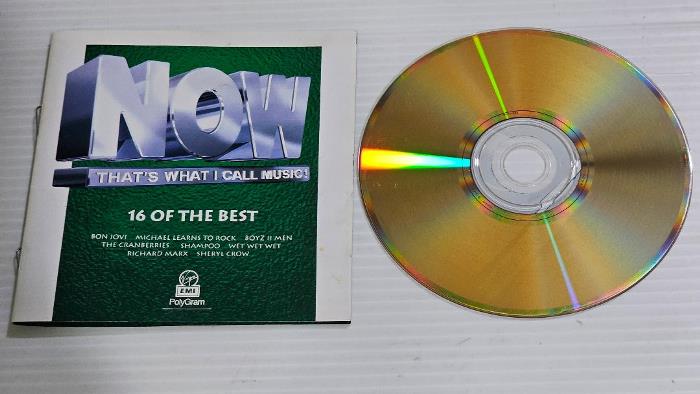 NOW
THAT'S WHAT I CALL MUSIC!
16 OF THE BEST
BON JOVI MICHAEL LEARNS TO ROCK BOYZ II MEN
THE CRANBERRIES SHAMPOO WET WET WET
RICHARD MARX SHERYL CROW
Virgin
EMI
PolyGram